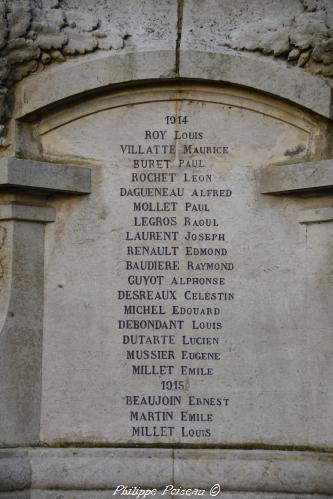 1914
ROY LOUIS
VILLATTE MAURICE
BURET PAUL
ROCHET LEON
DAGUENEAU ALFRED
MOLLET PAUL
LEGROS RAOUL
LAURENT JOSEPH
RENAULT EDMOND
BAUDIERE RAYMOND
GUYOT ALPHONSE
DESREAUX CELESTIN
MICHEL EDOUARD
DEBONDANT LOUIS
DUTARTE LUCIEN
MUSSIER EUGENE
MILLET EMILE
1915
BEAUJOIN ERNEST
MARTIN EMILE
MILLET LOUIS
Philippe Poiseau ©